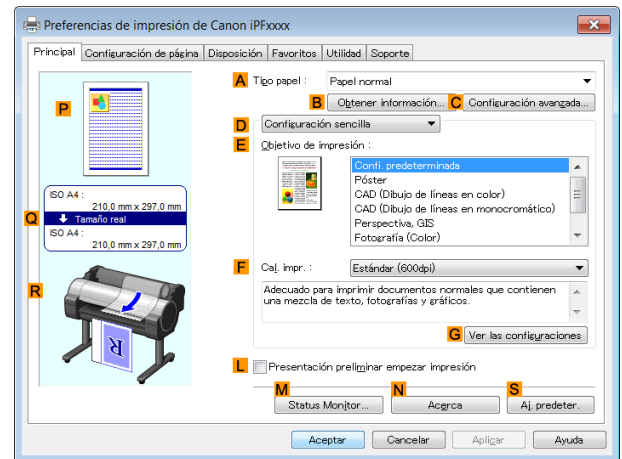 Preferencias de impresión de Canon iPFxxxx
Principal Configuración de página Disposición Favoritos Utilidad Soporte
A Tipo papel : Papel normal
B Obtener información... C Configuración avanzada...
D Configuración sencilla
E Objetivo de impresión :
Confi. predeterminada
Póster
CAD (Dibujo de líneas en color)
CAD (Dibujo de líneas en monocromático)
Perspectiva, GIS
Fotografía (Color)
P
ISO A4 :
210,0 mm x 297,0 mm
Q Tamaño real
ISO A4 :
210,0 mm x 297,0 mm
R
R
F Cal. impr. : Estándar (600dpi)
Adecuado para imprimir documentos normales que contienen
una mezcla de texto, fotografías y gráficos.
G Ver las configuraciones
L Presentación preliminar empezar impresión
M N S
Status Monitor... Acerca Aj. predeter.
Aceptar Cancelar Aplicar Ayuda